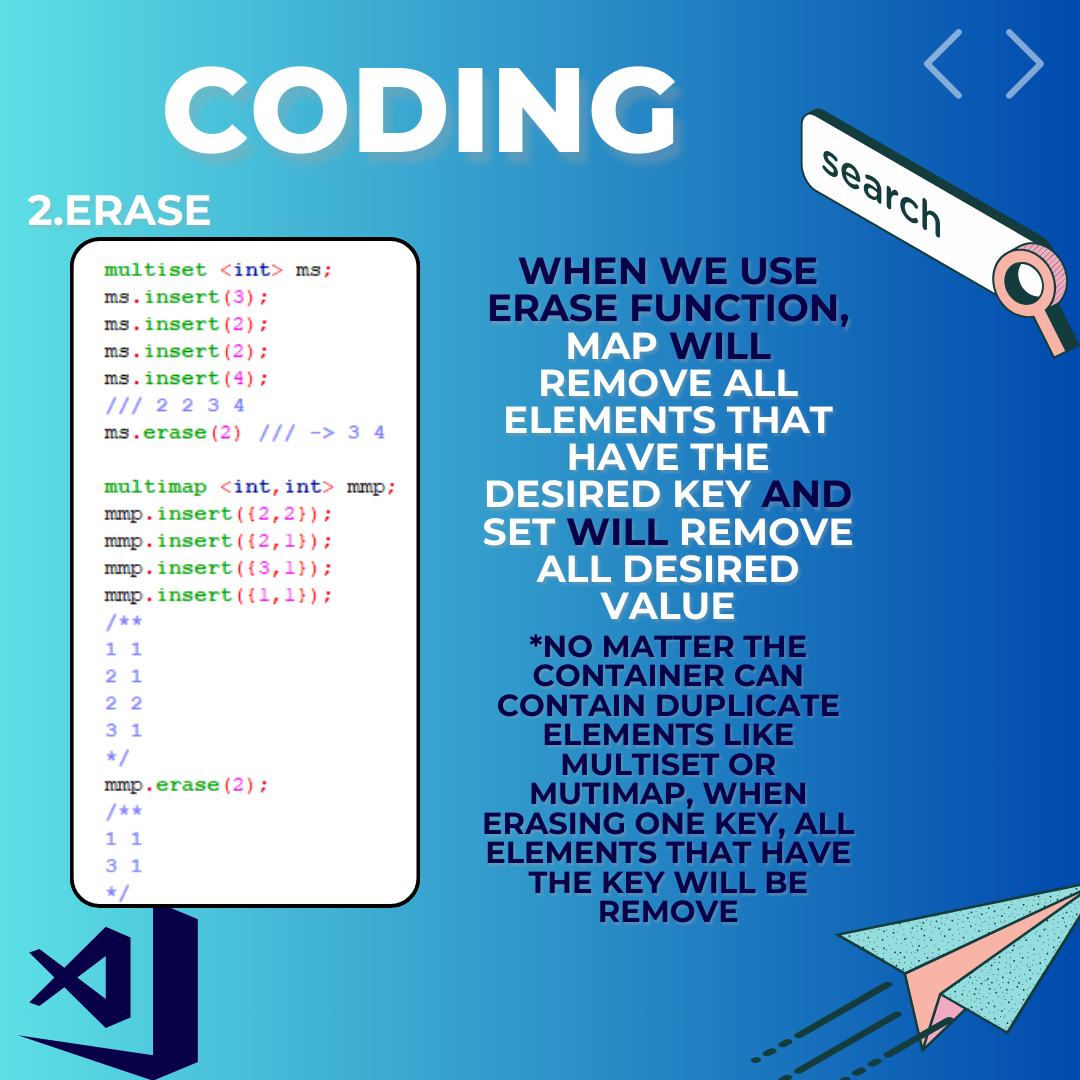 CODING
search
2.ERASE
multiset <int> ms;
ms.insert(3);
ms.insert(2);
ms.insert(2);
ms.insert(4);
/// 2 2 3 4
ms.erase(2) /// -> 3 4
multimap <int,int> mmp;
mmp.insert({2,2});
mmp.insert({2,1});
mmp.insert({3,1});
mmp.insert({1,1});
/**
1 1
2 1
2 2
3 1
*/
mmp.erase(2);
/**
1 1
3 1
*/
WHEN WE USE
ERASE FUNCTION,
MAP WILL
REMOVE ALL
ELEMENTS THAT
HAVE THE
DESIRED KEY AND
SET WILL REMOVE
ALL DESIRED
VALUE
*NO MATTER THE
CONTAINER CAN
CONTAIN DUPLICATE
ELEMENTS LIKE
MULTISET OR
MUTIMAP, WHEN
ERASING ONE KEY, ALL
ELEMENTS THAT HAVE
THE KEY WILL BE
REMOVE